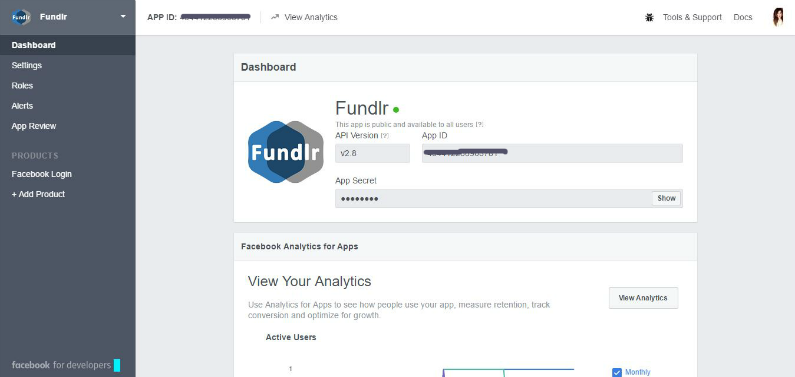 Fundlr
APP ID:
View Analytics
Tools & Support
Docs
Dashboard
Settings
Roles
Alerts
App Review
PRODUCTS
Facebook Login
+ Add Product
facebook for developers
Dashboard
Fundlr
Fundlr
This app is public and available to all users [?]
API Version [?]
App ID
v2.8
App Secret
●●●●●●●●
Show
Facebook Analytics for Apps
View Your Analytics
Use Analytics for Apps to see how people use your app, measure retention, track
conversion and optimize for growth.
View Analytics
Active Users
1
Monthly